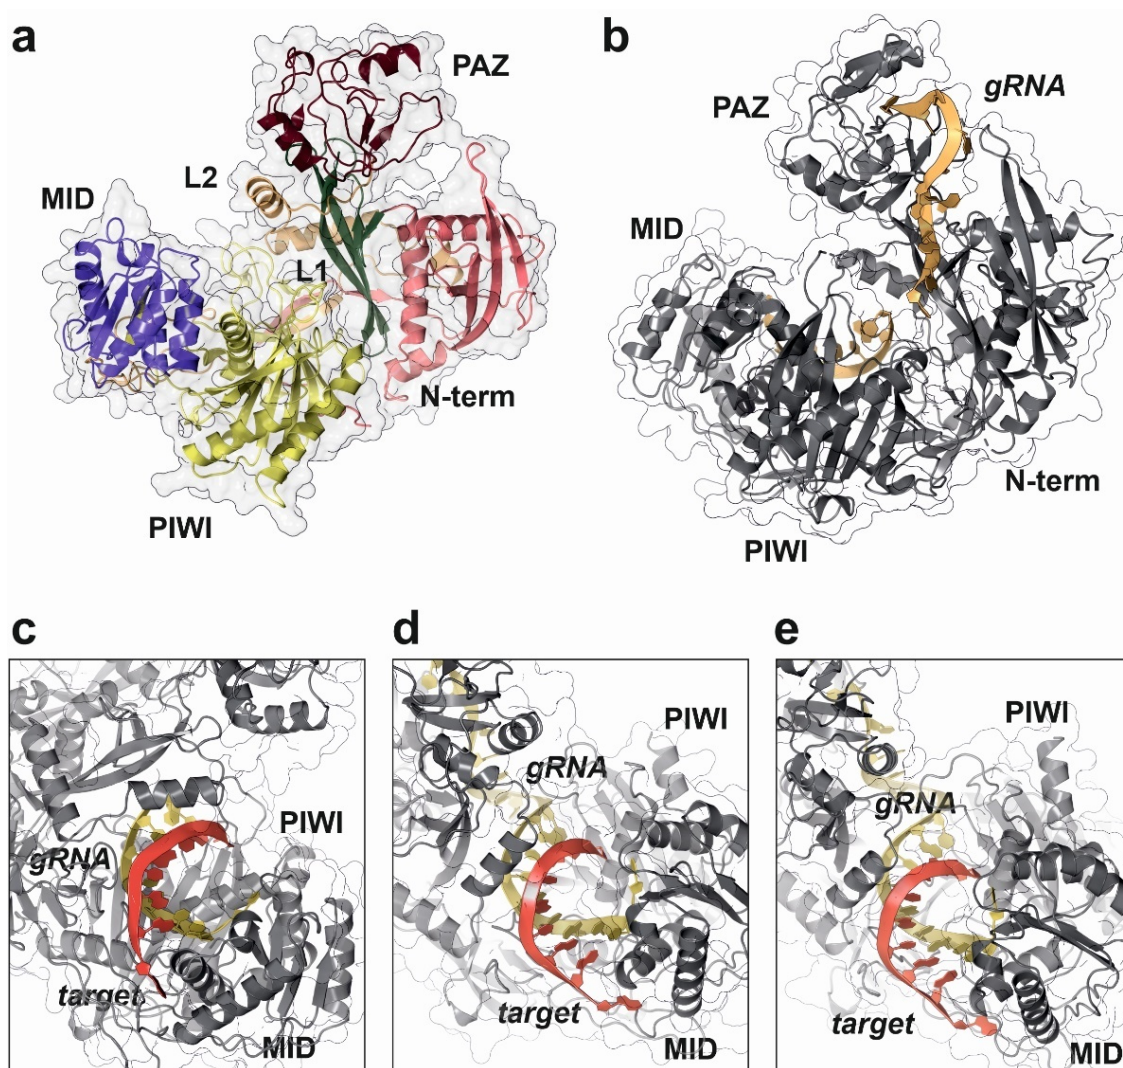 a
PAZ
L2
MID
L1
N-term
PIWI
b
gRNA
PAZ
MID
N-term
PIWI
c
PIWI
gRNA
target
MID
d
PIWI
gRNA
target
MID
e
PIWI
gRNA
target
MID